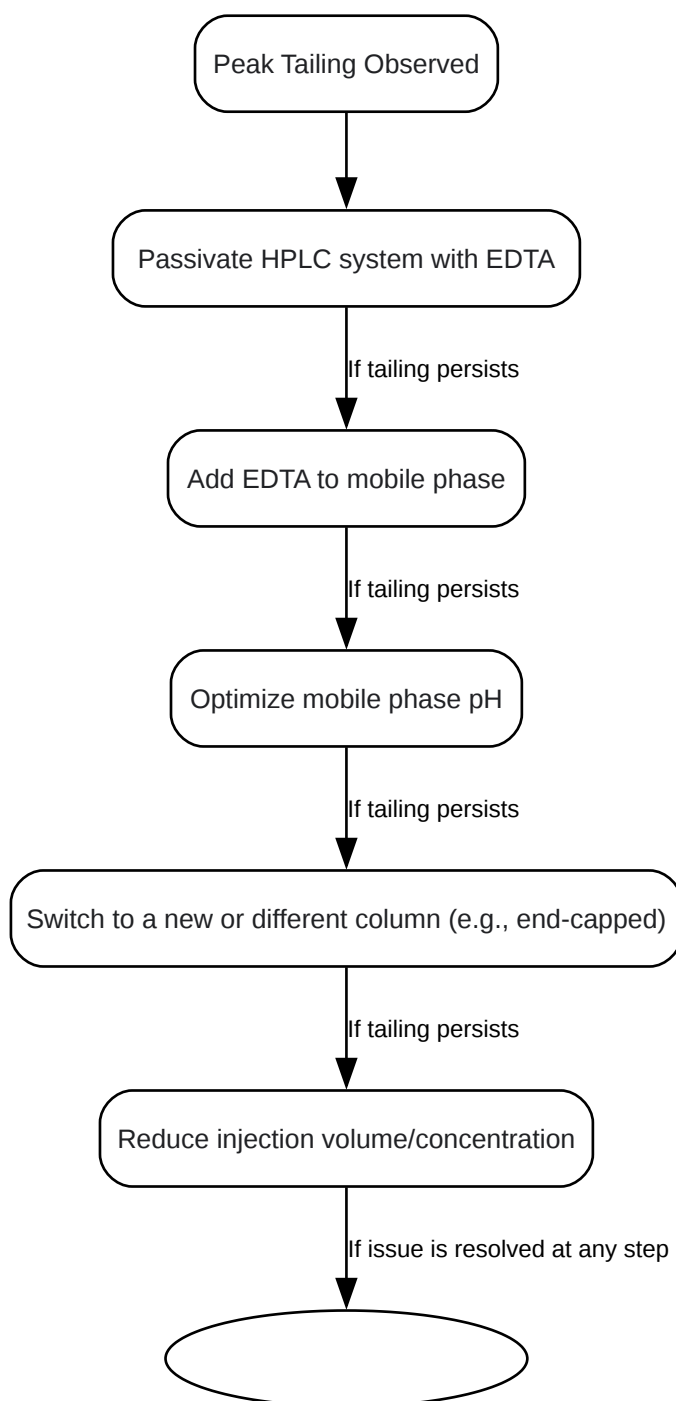 Peak Tailing Observed
Passivate HPLC system with EDTA
If tailing persists
Add EDTA to mobile phase
If tailing persists
Optimize mobile phase pH
If tailing persists
Switch to a new or different column (e.g., end-capped)
If tailing persists
Reduce injection volume/concentration
If issue is resolved at any step